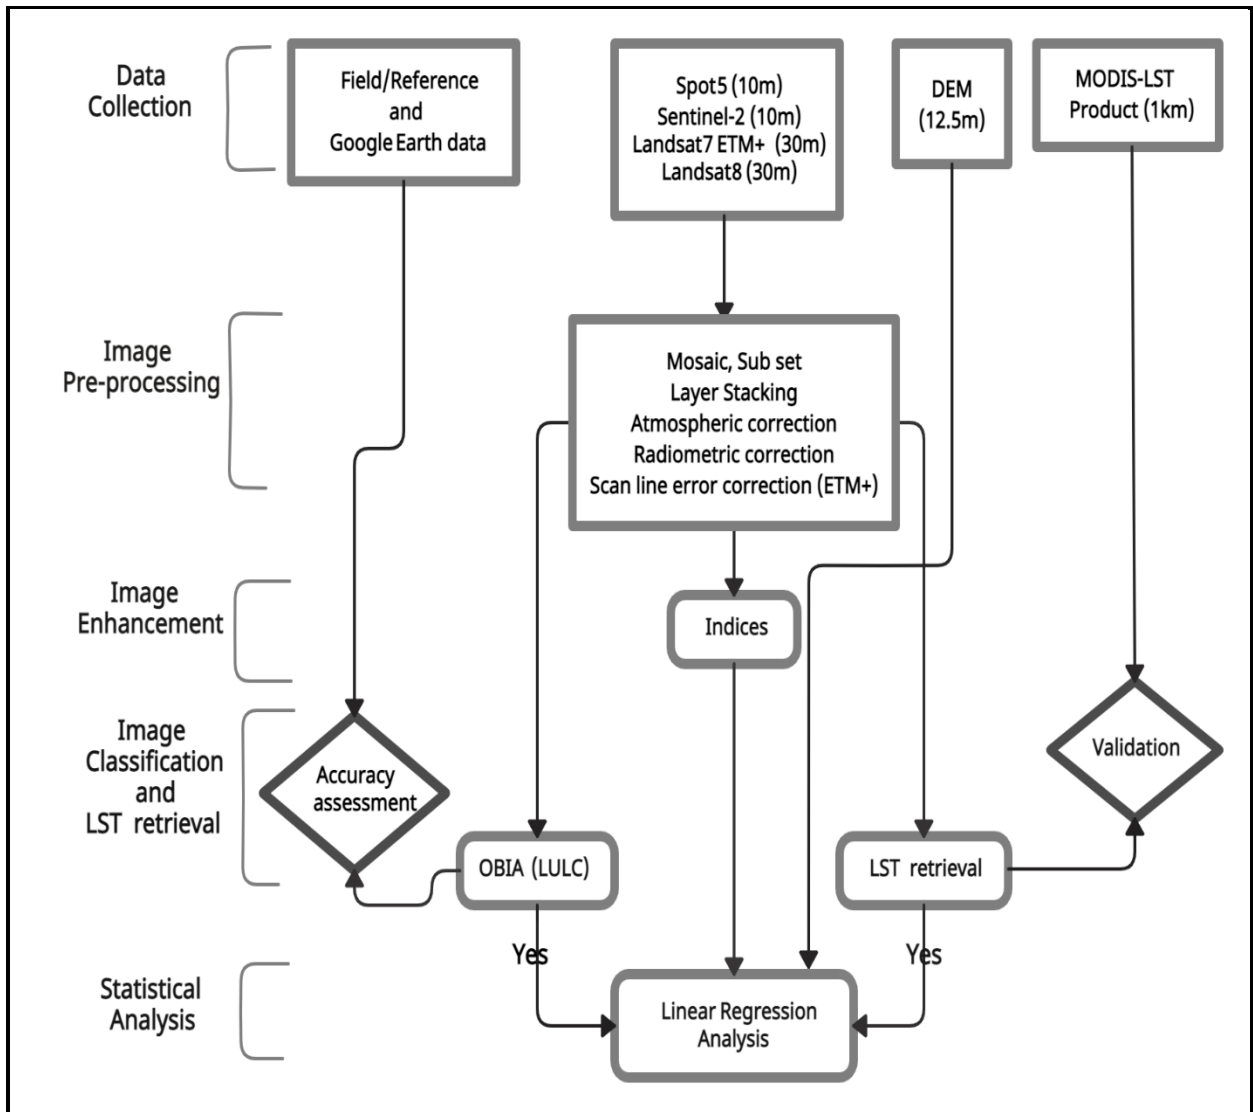 Data
Collection
Field/Reference
and
Google Earth data
Spot5 (10m)
Sentinel-2 (10m)
Landsat7 ETM+ (30m)
Landsat8 (30m)
DEM
(12.5m)
MODIS-LST
Product (1km)
Image
Pre-processing
Mosaic, Sub set
Layer Stacking
Atmospheric correction
Radiometric correction
Scan line error correction (ETM+)
Image
Enhancement
Indices
Image
Classification
and
LST retrieval
Accuracy
assessment
Validation
OBIA (LULC)
LST retrieval
Yes
Yes
Statistical
Analysis
Linear Regression
Analysis